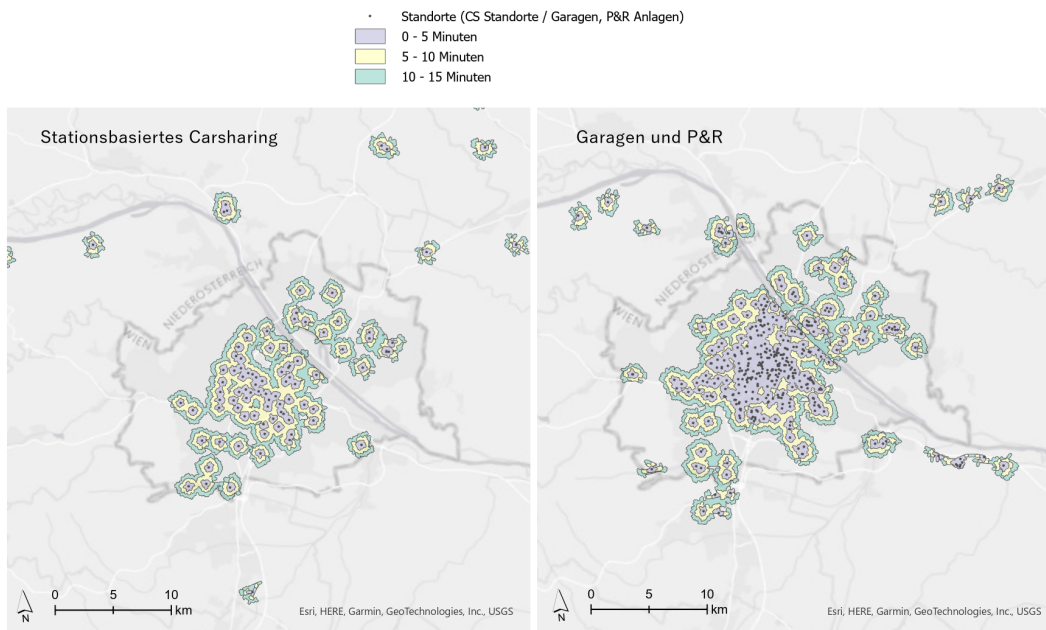 Standorte (CS Standorte / Garagen, P&R Anlagen)
0 - 5 Minuten
5 - 10 Minuten
10 - 15 Minuten
Stationsbasiertes Carsharing
NIEDERÖSTERREICH
WIEN
0 5 10
km
N
Esri, HERE, Garmin, GeoTechnologies, Inc., USGS
Garagen und P&R
NIEDERÖSTERREICH
WIEN
0 5 10
km
N
Esri, HERE, Garmin, GeoTechnologies, Inc., USGS